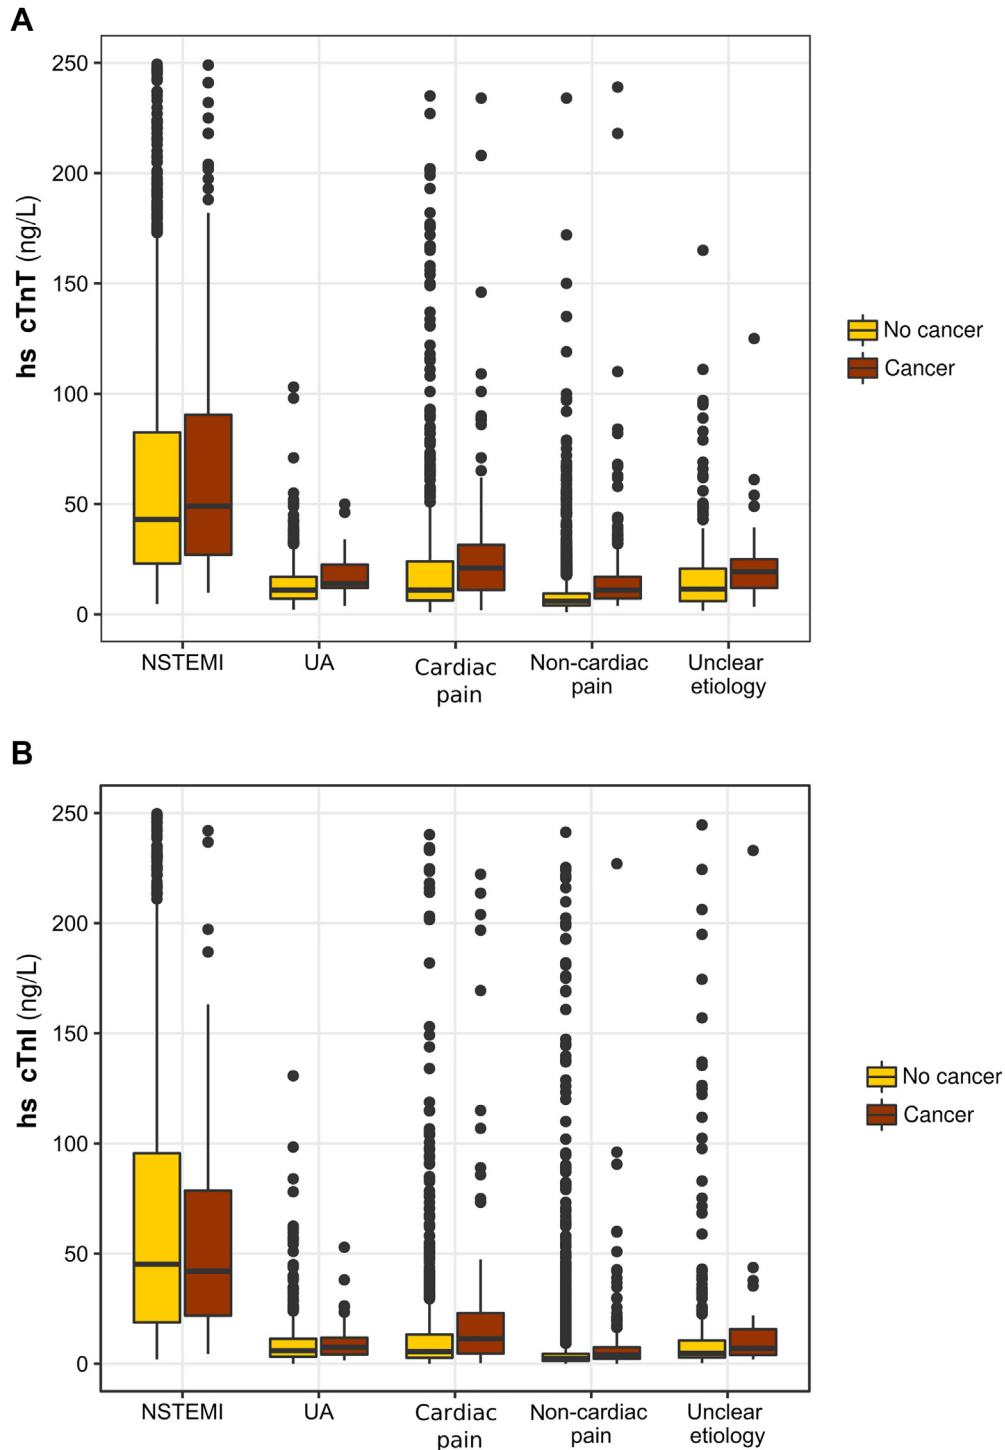 A
250
200
150
100
50
0
hs cTnT (ng/L)
NSTEMI
UA
Cardiac
pain
Non-cardiac
pain
Unclear
etiology
No cancer
Cancer
B
250
200
150
100
50
0
hs cTnI (ng/L)
NSTEMI
UA
Cardiac
pain
Non-cardiac
pain
Unclear
etiology
No cancer
Cancer